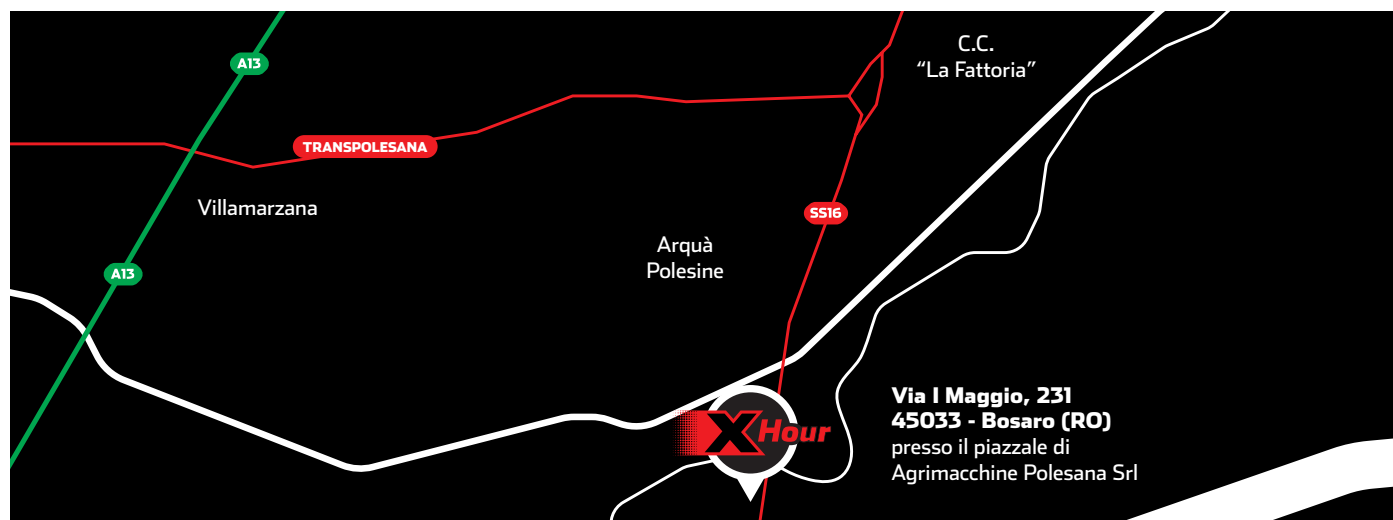 A13
C.C.
“La Fattoria”
TRANSPOLESANA
Villamarzana
SS16
Arquà
Polesine
A13
Via I Maggio, 231
45033 - Bosaro (RO)
presso il piazzale di
Agrimacchine Polesana Srl
X Hour